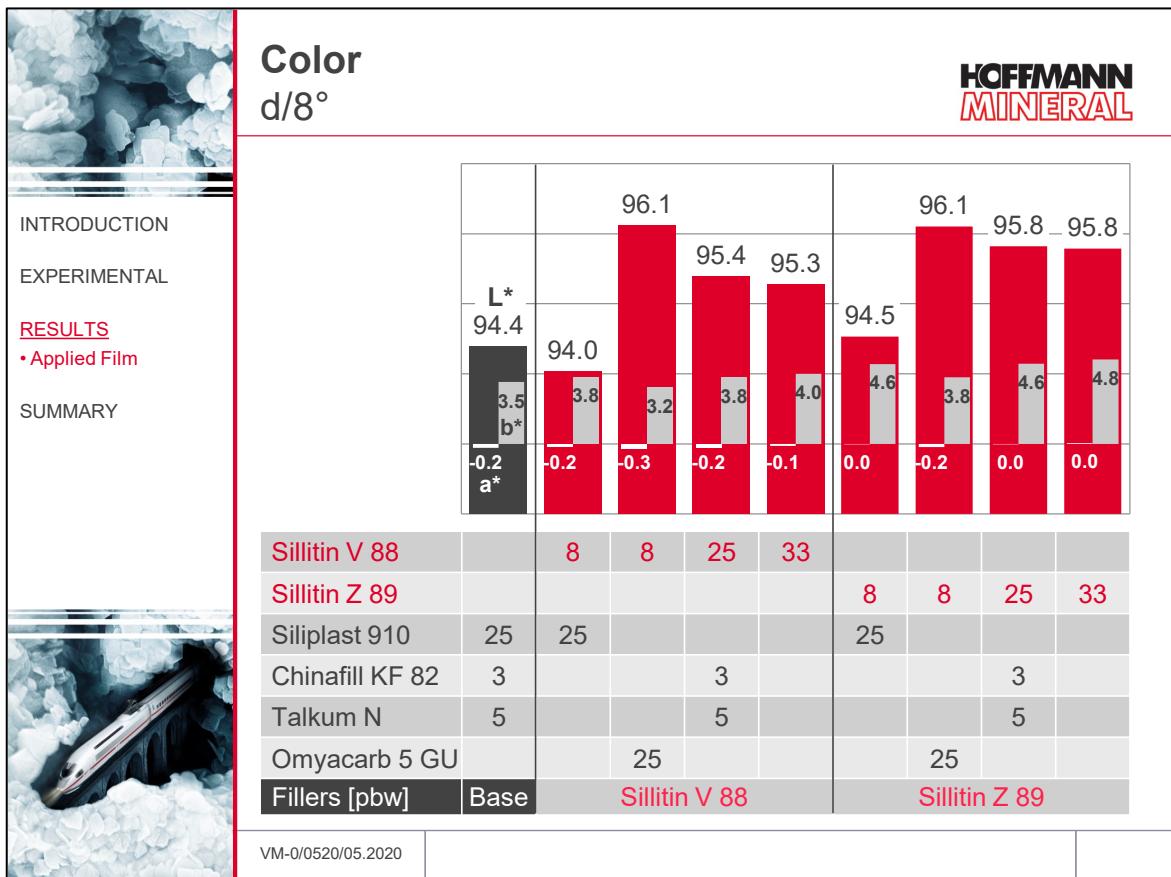 Color
d/8°
HOFFMANN
MINERAL
INTRODUCTION
EXPERIMENTAL
RESULTS
• Applied Film
SUMMARY
96.1 96.1
95.4 95.3 95.8 95.8
L*
94.4 94.0 94.5
3.5 3.8 3.2 3.8 4.0 4.6 3.8 4.6 4.8
b*
-0.2 -0.2 -0.3 -0.2 -0.1 0.0 -0.2 0.0 0.0
a*
Sillitin V 88 8 8 25 33
Sillitin Z 89 8 8 25 33
Siliplast 910 25 25 25
Chinafill KF 82 3 3 3
Talkum N 5 5 5
Omyacarb 5 GU 25 25
Fillers [pbw] Base Sillitin V 88 Sillitin Z 89
VM-0/0520/05.2020